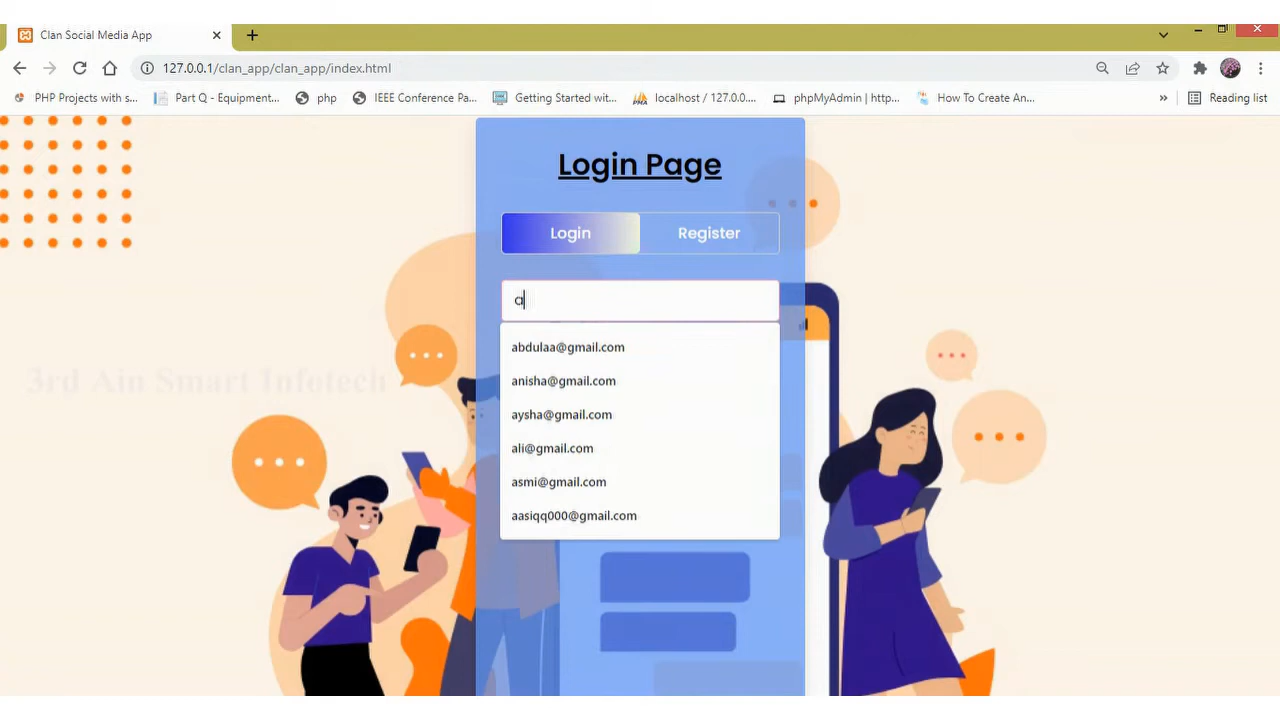 Clan Social Media App
127.0.0.1/clan_app/clan_app/index.html
PHP Projects with s...
Part Q - Equipment...
php
IEEE Conference Pa...
Getting Started wit...
localhost / 127.0.0....
phpMyAdmin | http...
How To Create An...
»
Reading list
Login Page
Login
Register
a
abdulaa@gmail.com
anisha@gmail.com
aysha@gmail.com
ali@gmail.com
asmi@gmail.com
aasiqq000@gmail.com
3rd Ain Smart Infotech